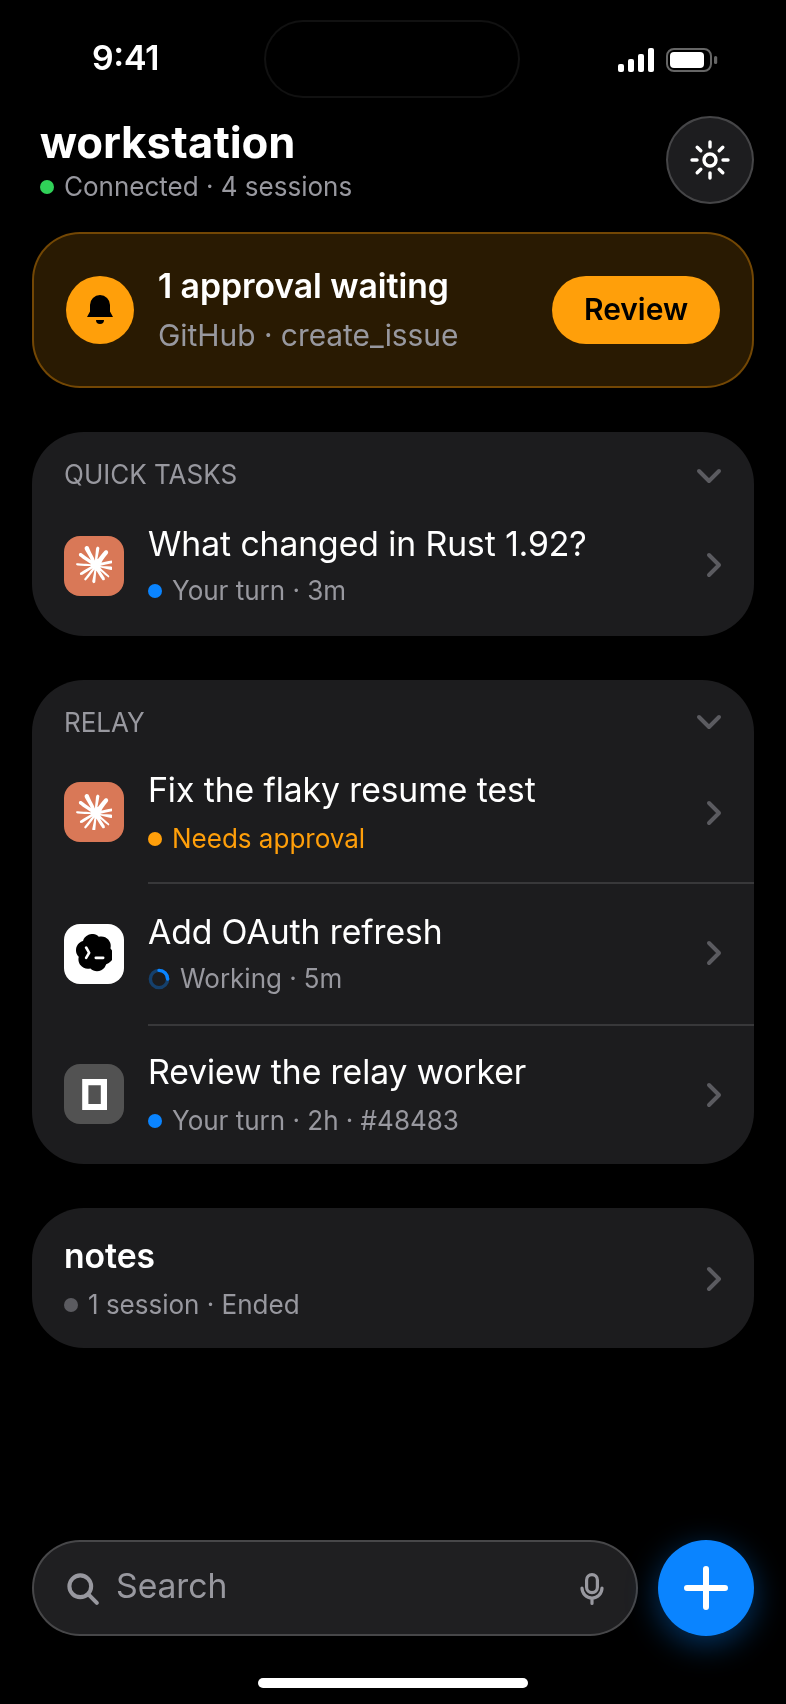 9:41
workstation
Connected · 4 sessions
1 approval waiting
GitHub · create_issue
Review
QUICK TASKS
What changed in Rust 1.92?
Your turn · 3m
RELAY
Fix the flaky resume test
Needs approval
Add OAuth refresh
Working · 5m
Review the relay worker
Your turn · 2h · #48483
notes
1 session · Ended
Search